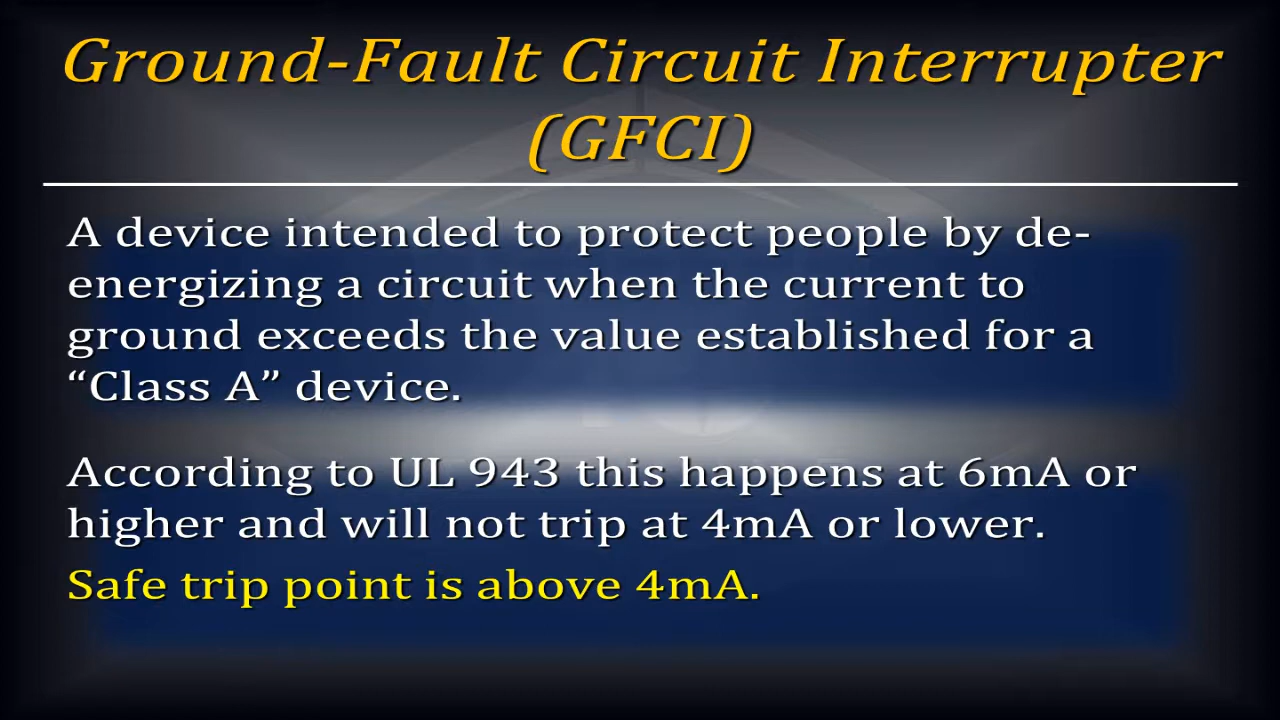 Ground-Fault Circuit Interrupter
(GFCI)
A device intended to protect people by de-
energizing a circuit when the current to
ground exceeds the value established for a
“Class A” device.
According to UL 943 this happens at 6mA or
higher and will not trip at 4mA or lower.
Safe trip point is above 4mA.